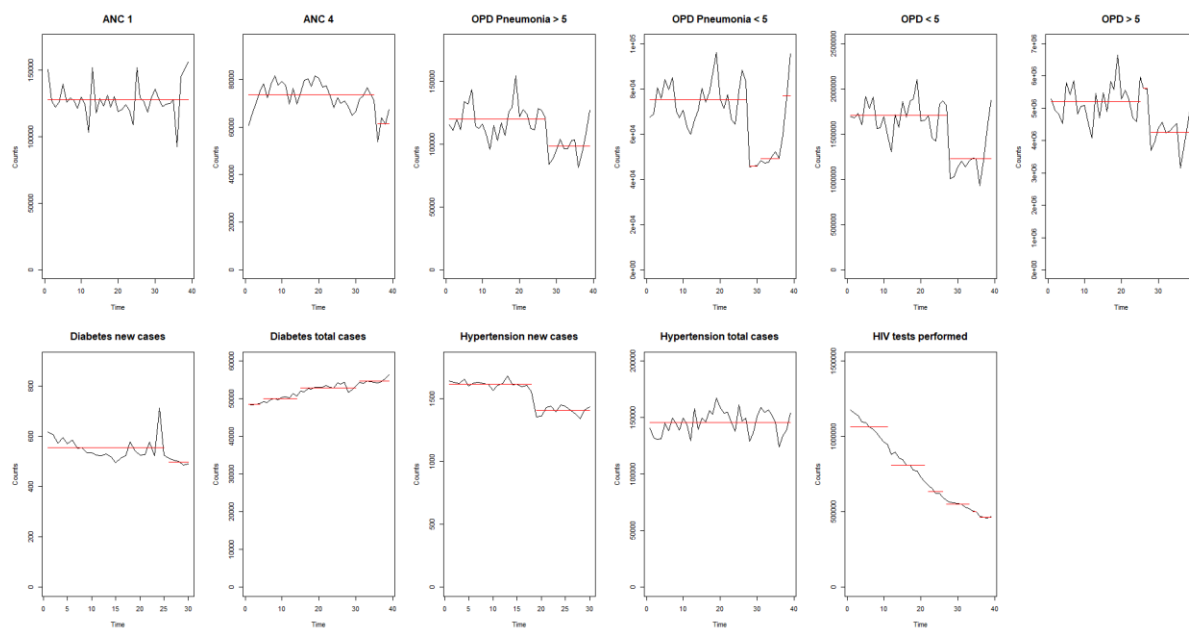 ANC 1
Counts
150000
100000
50000
0
0 10 20 30 40
Time
ANC 4
Counts
80000
60000
40000
20000
0
0 10 20 30 40
Time
OPD Pneumonia > 5
Counts
150000
100000
50000
0
0 10 20 30 40
Time
OPD Pneumonia < 5
Counts
1e+05
8e+04
6e+04
4e+04
2e+04
0e+00
0 10 20 30 40
Time
OPD < 5
Counts
2500000
2000000
1500000
1000000
500000
0
0 10 20 30 40
Time
OPD > 5
Counts
7e+06
6e+06
5e+06
4e+06
3e+06
2e+06
1e+06
0e+00
0 10 20 30
Time
Diabetes new cases
Counts
800
600
400
200
0
0 5 10 15 20 25 30
Time
Diabetes total cases
Counts
60000
50000
40000
30000
20000
10000
0
0 10 20 30 40
Time
Hypertension new cases
Counts
1500
1000
500
0
0 5 10 15 20 25 30
Time
Hypertension total cases
Counts
200000
150000
100000
50000
0
0 10 20 30 40
Time
HIV tests performed
Counts
1500000
1000000
500000
0
0 10 20 30 40
Time